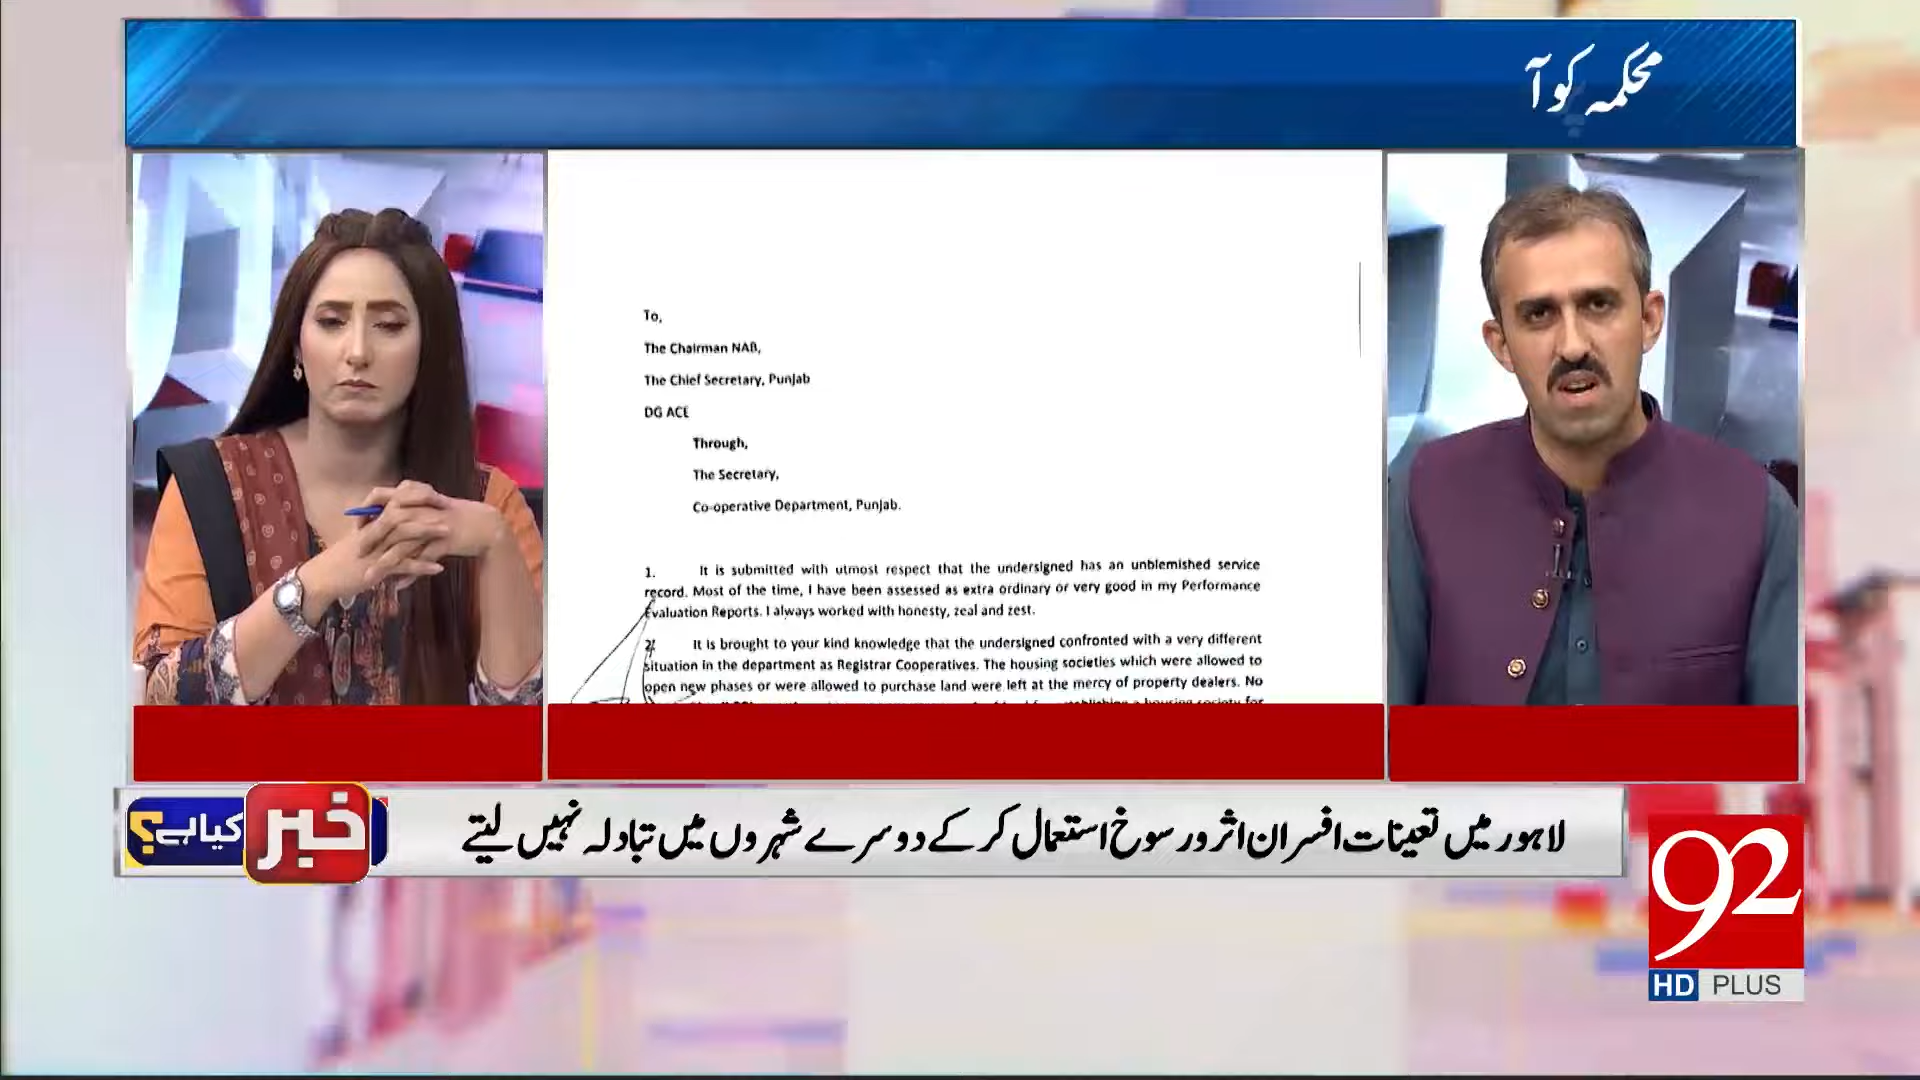 محکمہ کو آ
To,
The Chairman NAB,
The Chief Secretary, Punjab
DG ACE
Through,
The Secretary,
Co-operative Department, Punjab.
1. It is submitted with utmost respect that the undersigned has an unblemished service
record. Most of the time, I have been assessed as extra ordinary or very good in my Performance
Evaluation Reports. I always worked with honesty, zeal and zest.
2. It is brought to your kind knowledge that the undersigned confronted with a very different
situation in the department as Registrar Cooperatives. The housing societies which were allowed to
open new phases or were allowed to purchase land were left at the mercy of property dealers. No
establishing a housing society for
لاہور میں تعینات افسران اثر و رسوخ استعمال کر کے دوسرے شہروں میں تبادلہ نہیں لیتے
خبر کیا ہے؟
92
HD PLUS